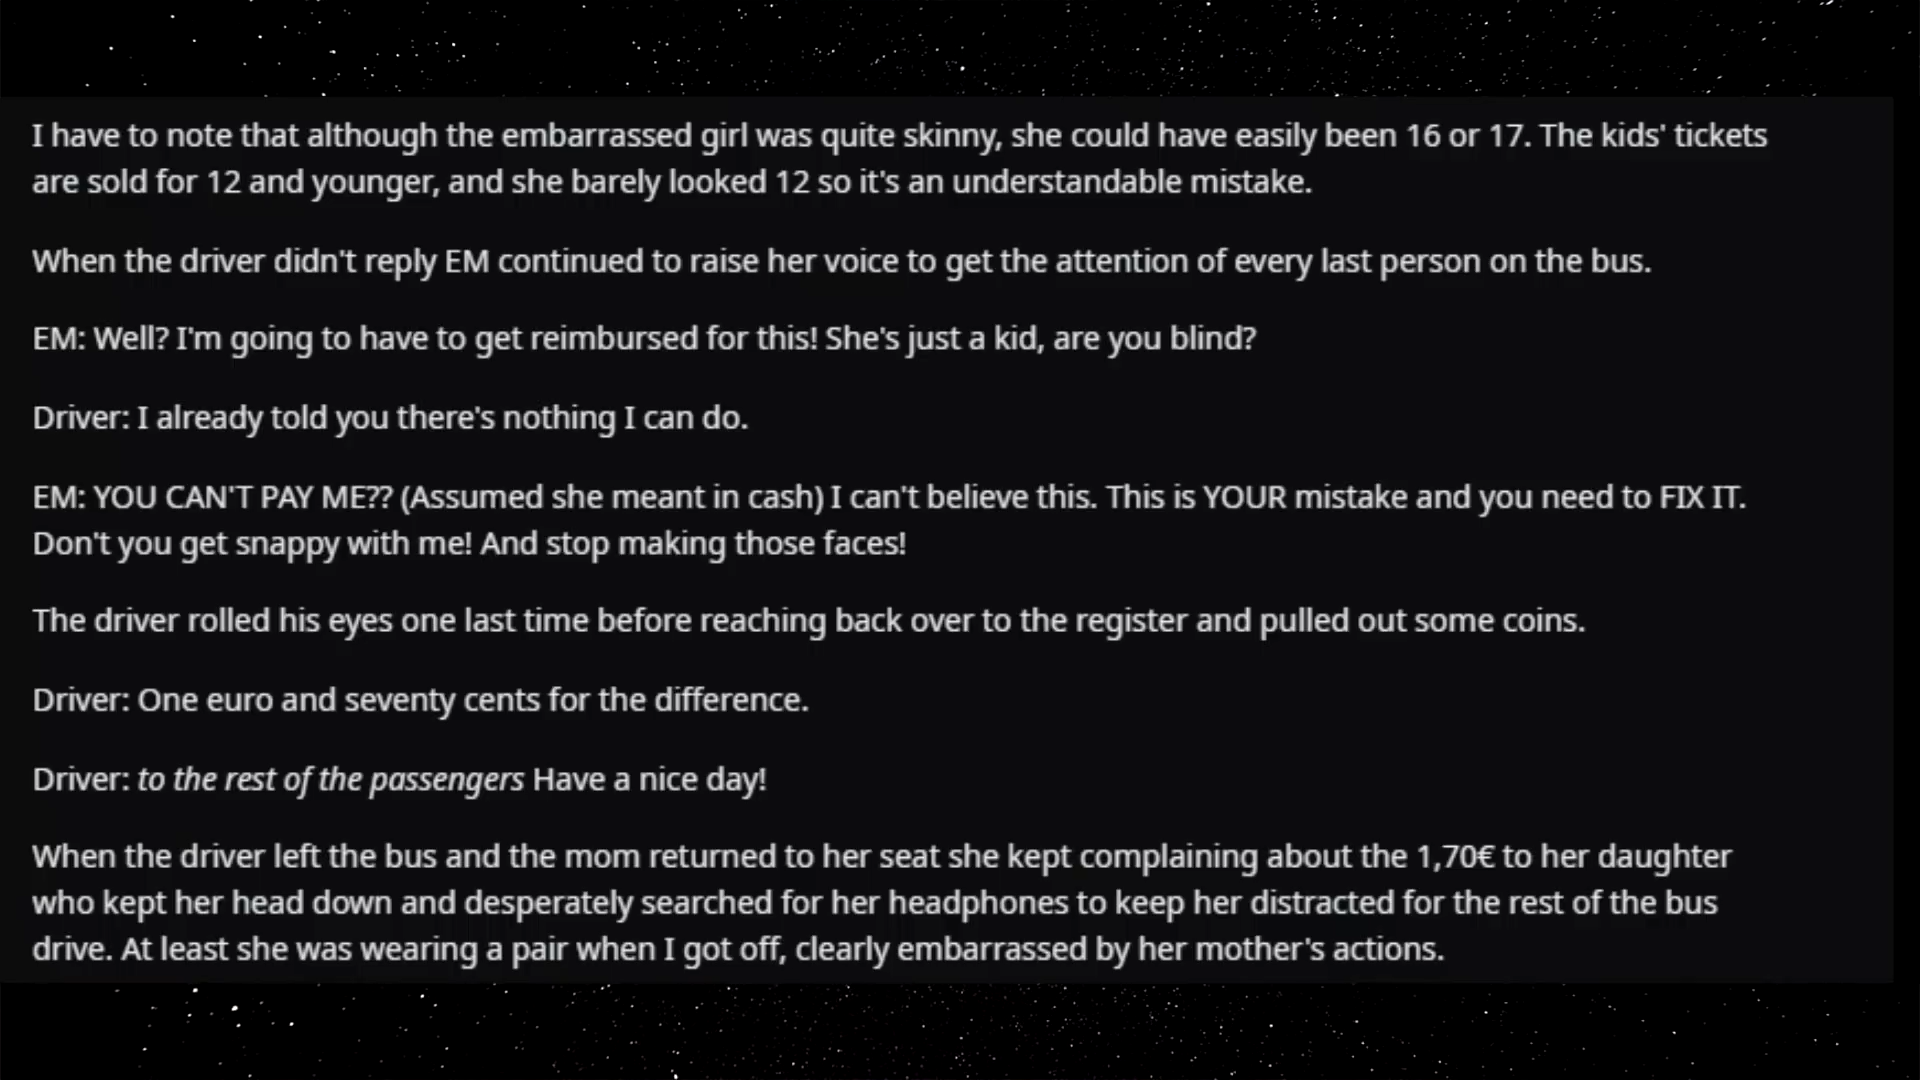 I have to note that although the embarrassed girl was quite skinny, she could have easily been 16 or 17. The kids' tickets
are sold for 12 and younger, and she barely looked 12 so it's an understandable mistake.
When the driver didn't reply EM continued to raise her voice to get the attention of every last person on the bus.
EM: Well? I'm going to have to get reimbursed for this! She's just a kid, are you blind?
Driver: I already told you there's nothing I can do.
EM: YOU CAN'T PAY ME?? (Assumed she meant in cash) I can't believe this. This is YOUR mistake and you need to FIX IT.
Don't you get snappy with me! And stop making those faces!
The driver rolled his eyes one last time before reaching back over to the register and pulled out some coins.
Driver: One euro and seventy cents for the difference.
Driver: to the rest of the passengers Have a nice day!
When the driver left the bus and the mom returned to her seat she kept complaining about the 1,70€ to her daughter
who kept her head down and desperately searched for her headphones to keep her distracted for the rest of the bus
drive. At least she was wearing a pair when I got off, clearly embarrassed by her mother's actions.